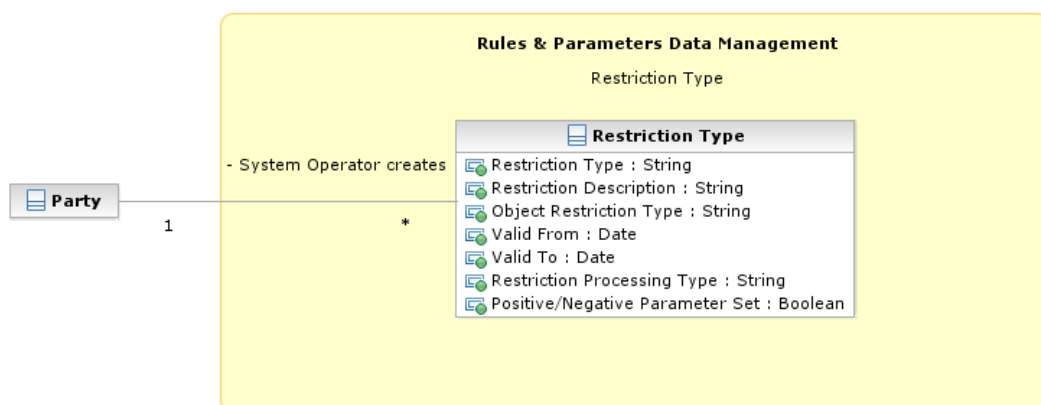 Rules & Parameters Data Management
Restriction Type
Restriction Type
- System Operator creates
Restriction Type : String
Restriction Description : String
Object Restriction Type : String
Valid From : Date
Valid To : Date
Restriction Processing Type : String
Positive/Negative Parameter Set : Boolean
Party
1
*